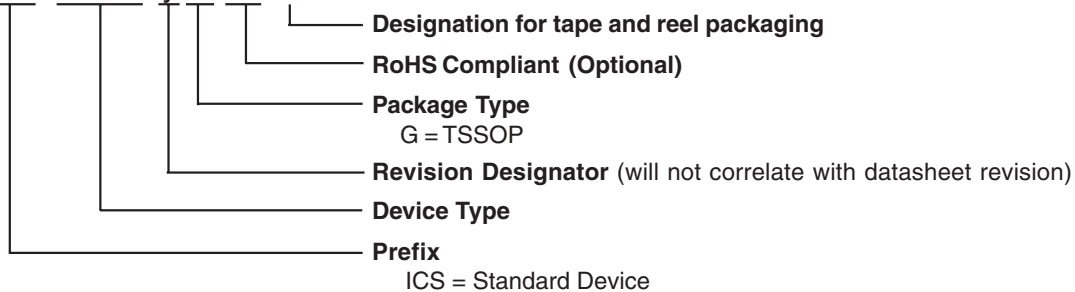 Designation for tape and reel packaging
RoHS Compliant (Optional)
Package Type
G = TSSOP
Revision Designator (will not correlate with datasheet revision)
Device Type
Prefix
ICS = Standard Device